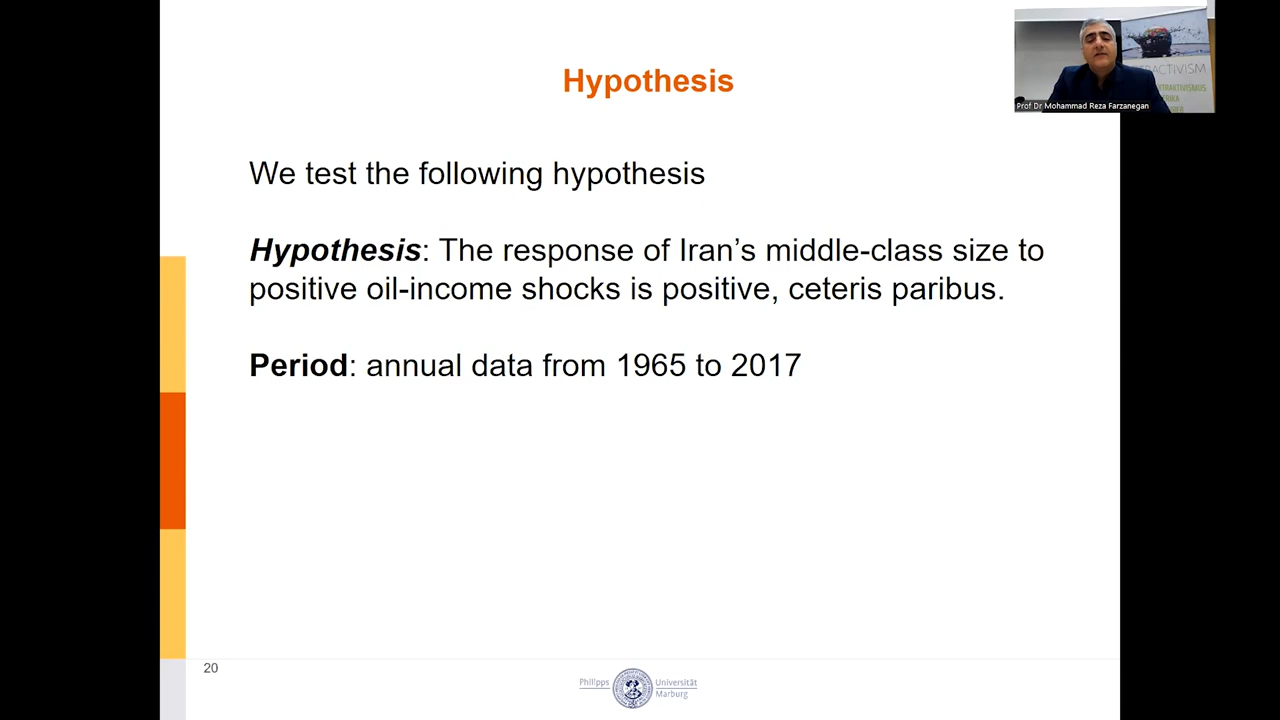 Hypothesis
We test the following hypothesis
Hypothesis: The response of Iran’s middle-class size to
positive oil-income shocks is positive, ceteris paribus.
Period: annual data from 1965 to 2017
20
Philipps Universität
Marburg
Prof Dr Mohammad Reza Farzanegan